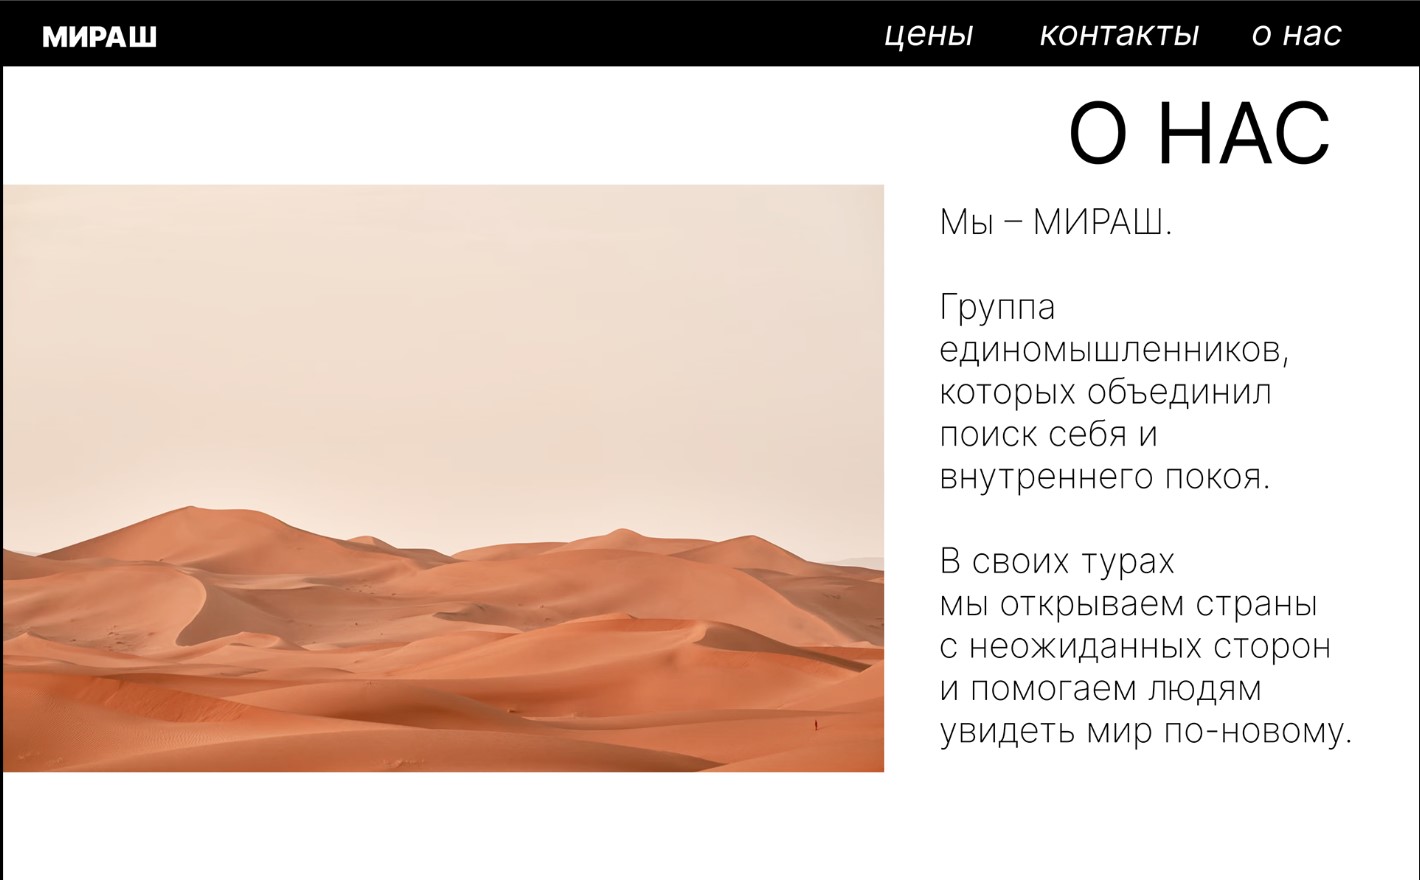 МИРАШ
цены контакты о нас
О НАС
Мы – МИРАШ.
Группа
единомышленников,
которых объединил
поиск себя и
внутреннего покоя.
В своих турах
мы открываем страны
с неожиданных сторон
и помогаем людям
увидеть мир по-новому.